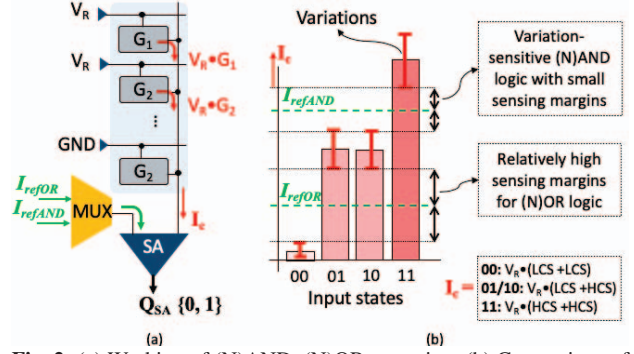 V_R
G_1
V_R•G_1
V_R
G_2
V_R•G_2
⋮
GND
G_2
I_refOR
I_refAND
MUX
I_c
SA
Q_SA {0, 1}
(a)
Variations
I_c
I_refAND
I_refOR
00 01 10 11
Input states
Variation-
sensitive (N)AND
logic with small
sensing margins
Relatively high
sensing margins
for (N)OR logic
I_c =
00: V_R•(LCS +LCS)
01/10: V_R•(LCS +HCS)
11: V_R•(HCS +HCS)
(b)